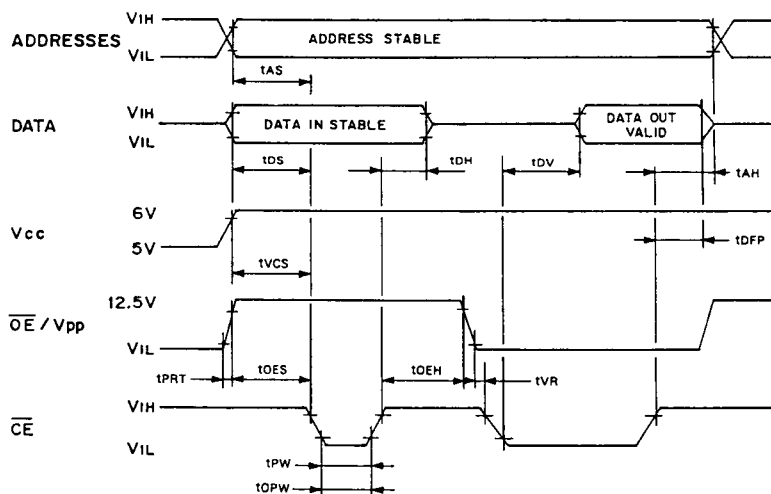 ADDRESSES
VIH
VIL
ADDRESS STABLE
tAS
DATA
VIH
VIL
DATA IN STABLE
DATA OUT
VALID
tDS
tDH
tDV
tAH
Vcc
6V
5V
tVCS
tDFP
OE / Vpp
12.5V
VIL
tPRT
tOES
tOEH
tVR
CE
VIH
VIL
tPW
tOPW